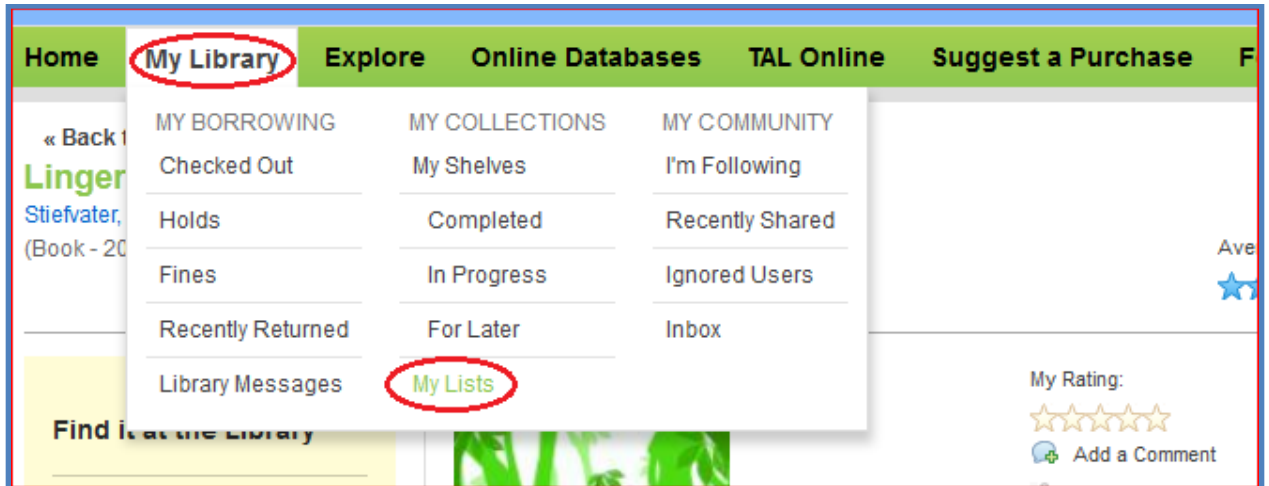 Home My Library Explore Online Databases TAL Online Suggest a Purchase F
MY BORROWING MY COLLECTIONS MY COMMUNITY
« Back t
Checked Out My Shelves I'm Following
Linger
Stiefvater,
Holds Completed Recently Shared
(Book - 20
Ave
Fines In Progress Ignored Users
Recently Returned For Later Inbox
Library Messages My Lists
My Rating:
Find it at the Library
Add a Comment